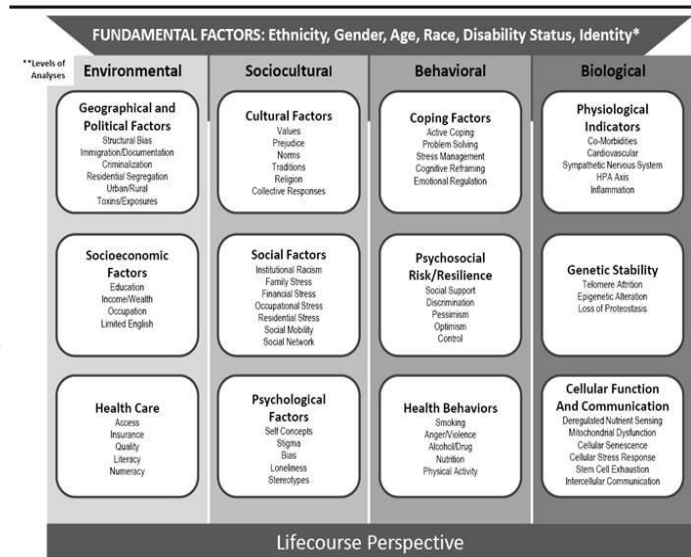 FUNDAMENTAL FACTORS: Ethnicity, Gender, Age, Race, Disability Status, Identity*
**Levels of
Analyses
Environmental
Geographical and
Political Factors
Structural Bias
Immigration/Documentation
Criminalization
Residential Segregation
Urban/Rural
Toxins/Exposures
Socioeconomic
Factors
Education
Income/Wealth
Occupation
Limited English
Health Care
Access
Insurance
Quality
Literacy
Numeracy
Sociocultural
Cultural Factors
Values
Prejudice
Norms
Traditions
Religion
Collective Responses
Social Factors
Institutional Racism
Family Stress
Financial Stress
Occupational Stress
Residential Stress
Social Mobility
Social Network
Psychological
Factors
Self Concepts
Stigma
Bias
Loneliness
Stereotypes
Behavioral
Coping Factors
Active Coping
Problem Solving
Stress Management
Cognitive Reframing
Emotional Regulation
Psychosocial
Risk/Resilience
Social Support
Discrimination
Pessimism
Optimism
Control
Health Behaviors
Smoking
Anger/Violence
Alcohol/Drug
Nutrition
Physical Activity
Biological
Physiological
Indicators
Co-Morbidities
Cardiovascular
Sympathetic Nervous System
HPA Axis
Inflammation
Genetic Stability
Telomere Attrition
Epigenetic Alteration
Loss of Proteostasis
Cellular Function
And Communication
Deregulated Nutrient Sensing
Mitochondrial Dysfunction
Cellular Senescence
Cellular Stress Response
Stem Cell Exhaustion
Intercellular Communication
Lifecourse Perspective